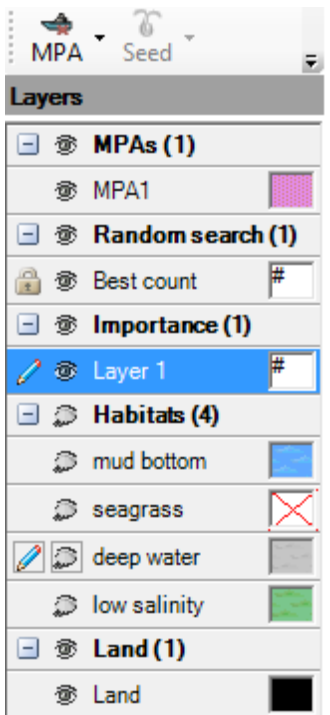 MPA Seed
Layers
MPAs (1)
MPA1
Random search (1)
Best count #
Importance (1)
Layer 1 #
Habitats (4)
mud bottom
seagrass
deep water
low salinity
Land (1)
Land